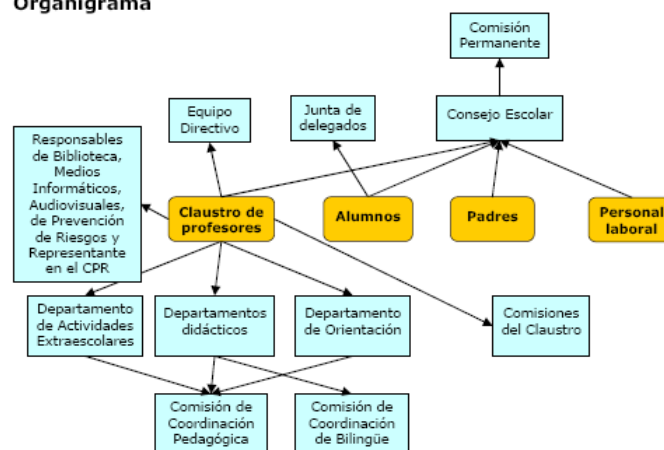 Organigrama
Comisión
Permanente
Equipo
Directivo
Junta de
delegados
Consejo Escolar
Responsables
de Biblioteca,
Medios
Informáticos,
Audiovisuales,
de Prevención
de Riesgos y
Representante
en el CPR
Claustro de
profesores
Alumnos
Padres
Personal
laboral
Departamento
de Actividades
Extraescolares
Departamentos
didácticos
Departamento
de Orientación
Comisiones
del Claustro
Comisión de
Coordinación
Pedagógica
Comisión de
Coordinación
de Bilingüe